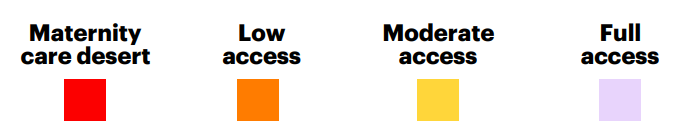 Maternity
care desert
Low
access
Moderate
access
Full
access